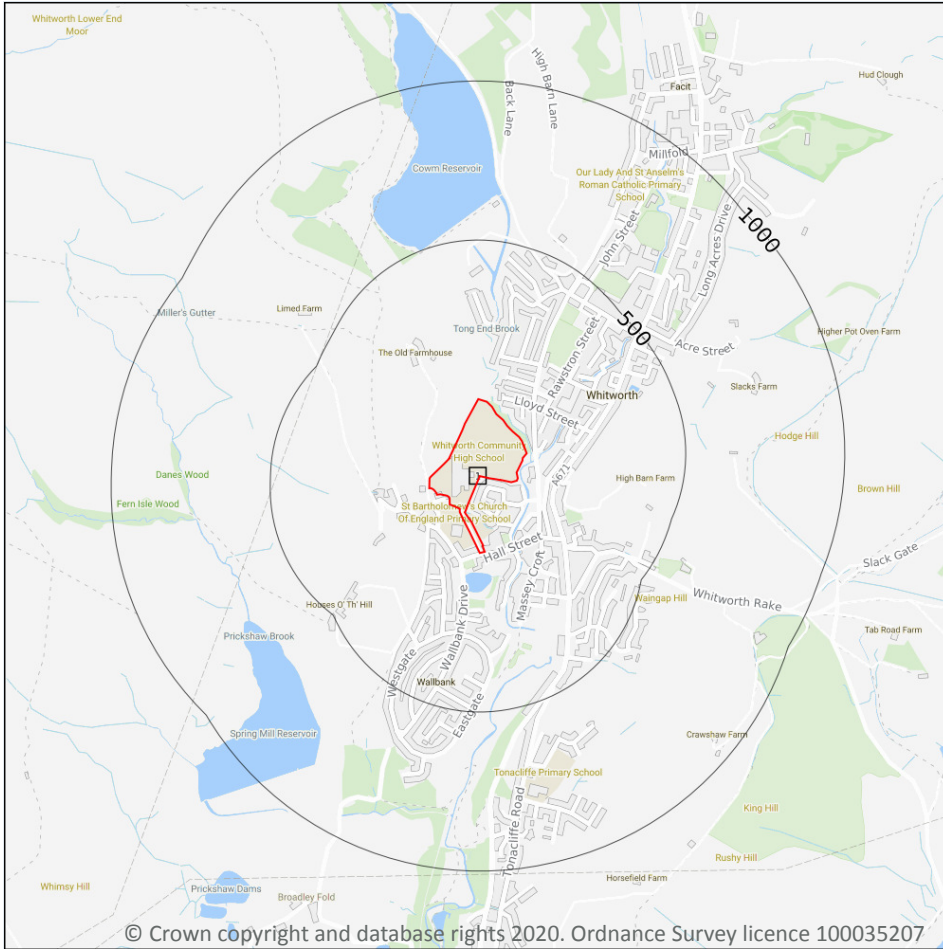 Whitworth Lower End
Moor
Back Lane
High Barn Lane
Facit
Hud Clough
Millfold
Cowm Reservoir
Our Lady And St Anselm's
Roman Catholic Primary
School
John Street
Long Acres Drive
1000
Miller's Gutter
Limed Farm
500
Tong End Brook
Rawstron Street
Higher Pot Oven Farm
The Old Farmhouse
Acre Street
Slacks Farm
Lloyd Street
Whitworth
Whitworth Community
High School
Hodge Hill
1
A671
Danes Wood
High Barn Farm
Brown Hill
Fern Isle Wood
St Bartholomew's Church
Of England Primary School
Hall Street
Slack Gate
Massey Croft
Houses O' Th' Hill
Wallbank Drive
Waingap Hill
Whitworth Rake
Prickshaw Brook
Tab Road Farm
Westgate
Wallbank
Eastgate
Spring Mill Reservoir
Crawshaw Farm
Tonacliffe Primary School
Tonacliffe Road
King Hill
Rushy Hill
Whimsy Hill
Prickshaw Dams
Broadley Fold
Horsefield Farm
© Crown copyright and database rights 2020. Ordnance Survey licence 100035207